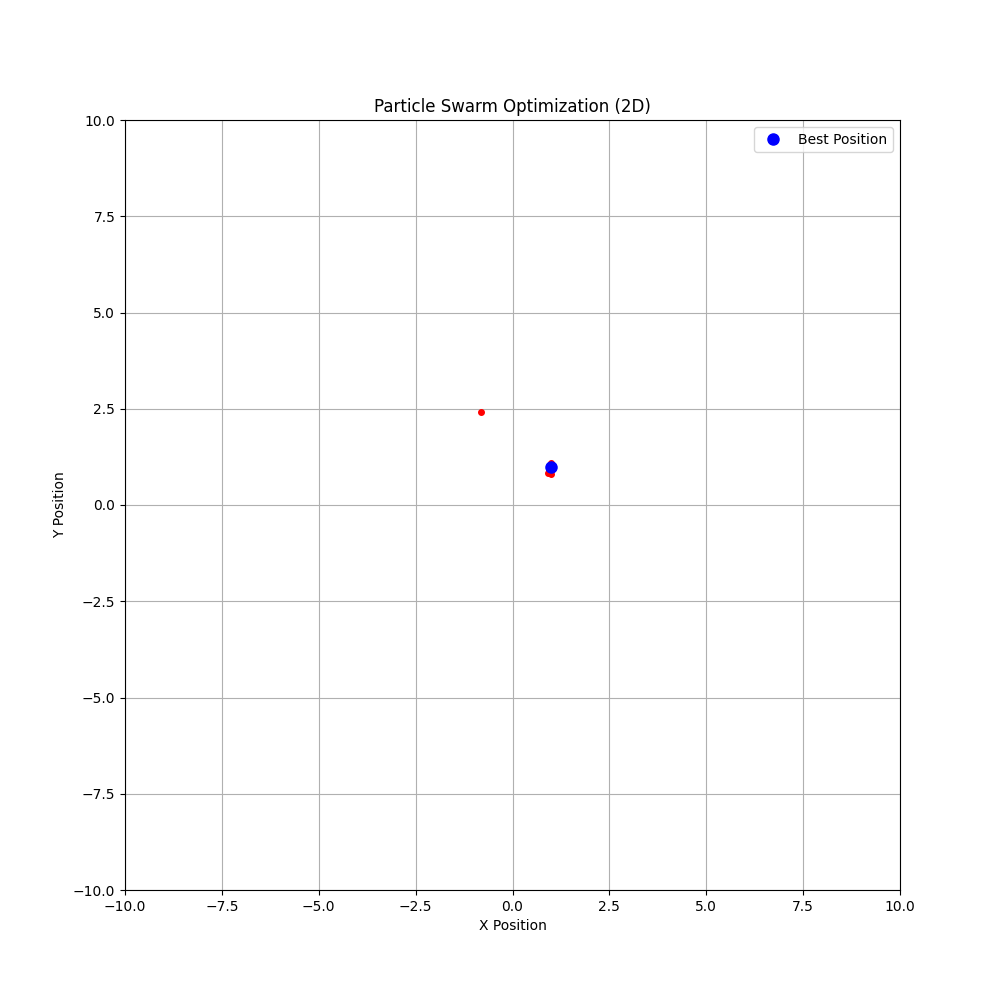 Particle Swarm Optimization (2D)
Best Position
10.0
7.5
5.0
2.5
0.0
−2.5
−5.0
−7.5
−10.0
Y Position
−10.0 −7.5 −5.0 −2.5 0.0 2.5 5.0 7.5 10.0
X Position